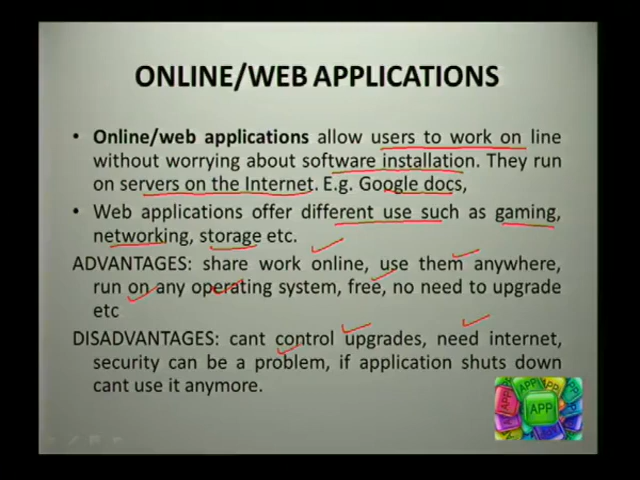 ONLINE/WEB APPLICATIONS
• Online/web applications allow users to work on line
without worrying about software installation. They run
on servers on the Internet. E.g. Google docs,
• Web applications offer different use such as gaming,
networking, storage etc.
ADVANTAGES: share work online, use them anywhere,
run on any operating system, free, no need to upgrade
etc
DISADVANTAGES: cant control upgrades, need internet,
security can be a problem, if application shuts down
cant use it anymore.
APP
APP
APP
APP